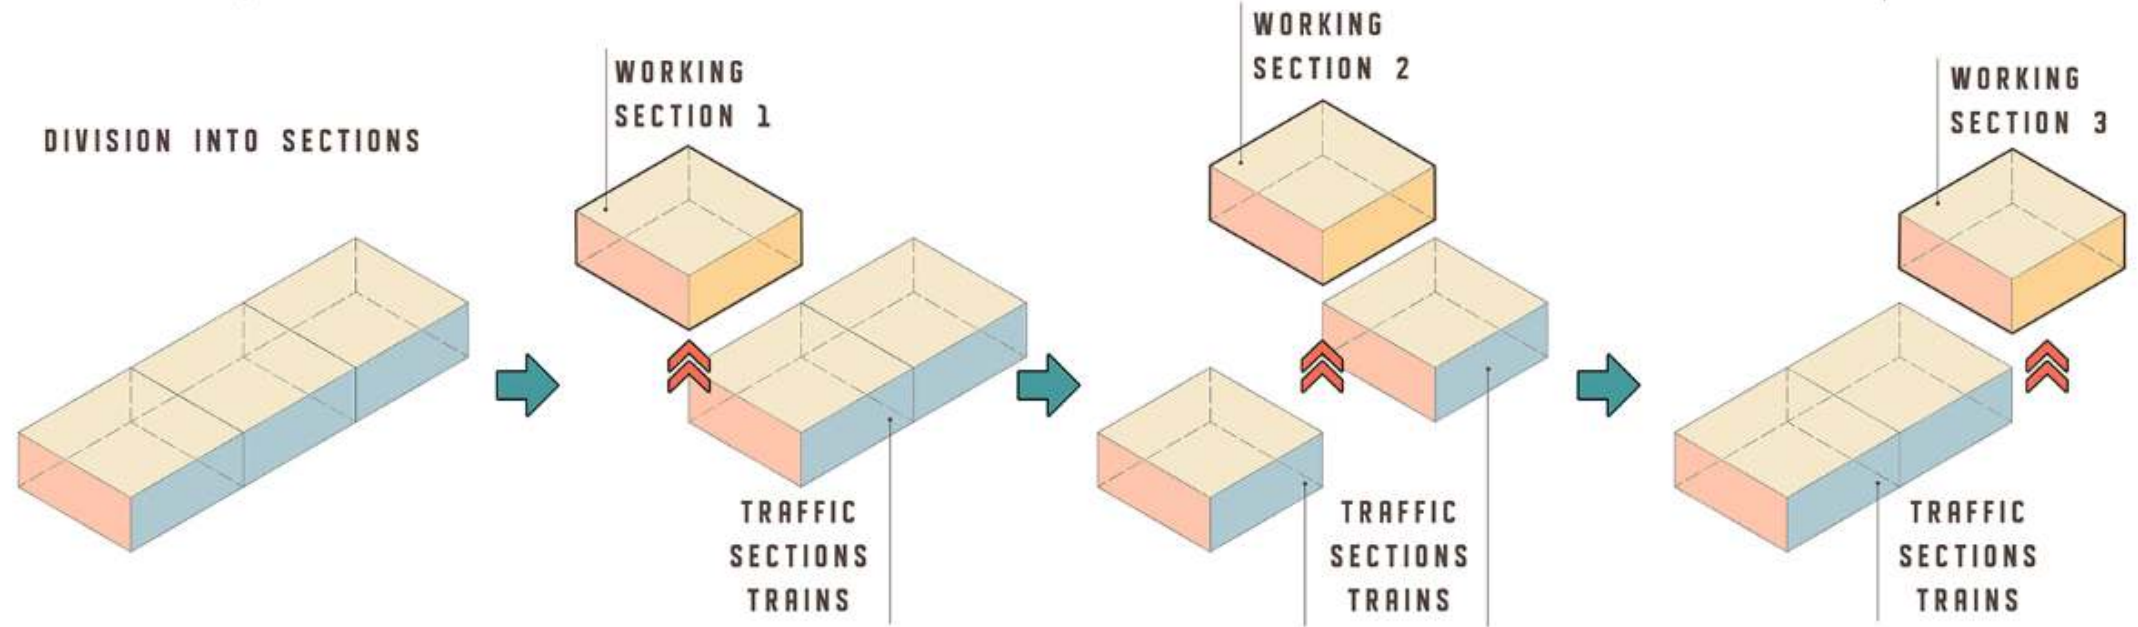 DIVISION INTO SECTIONS
WORKING
SECTION 1
TRAFFIC
SECTIONS
TRAINS
WORKING
SECTION 2
TRAFFIC
SECTIONS
TRAINS
WORKING
SECTION 3
TRAFFIC
SECTIONS
TRAINS